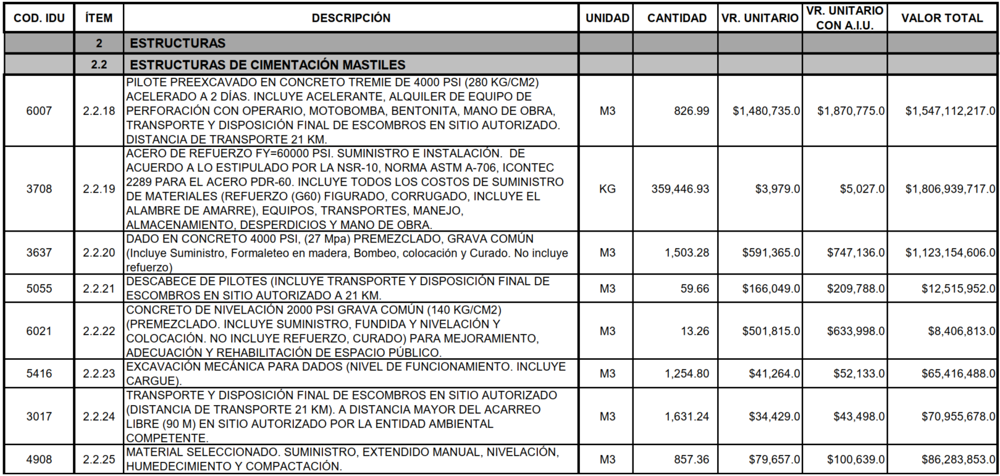 COD. IDU ÍTEM DESCRIPCIÓN UNIDAD CANTIDAD VR. UNITARIO VR. UNITARIO CON A.I.U. VALOR TOTAL
2 ESTRUCTURAS
2.2 ESTRUCTURAS DE CIMENTACIÓN MASTILES
6007 2.2.18
PILOTE PREEXCAVADO EN CONCRETO TREMIE DE 4000 PSI (280 KG/CM2)
ACELERADO A 2 DÍAS. INCLUYE ACELERANTE, ALQUILER DE EQUIPO DE
PERFORACIÓN CON OPERARIO, MOTOBOMBA, BENTONITA, MANO DE OBRA,
TRANSPORTE Y DISPOSICIÓN FINAL DE ESCOMBROS EN SITIO AUTORIZADO.
DISTANCIA DE TRANSPORTE 21 KM.
M3 826.99 $1,480,735.0 $1,870,775.0 $1,547,112,217.0
3708 2.2.19
ACERO DE REFUERZO FY=60000 PSI. SUMINISTRO E INSTALACIÓN. DE
ACUERDO A LO ESTIPULADO POR LA NSR-10, NORMA ASTM A-706, ICONTEC
2289 PARA EL ACERO PDR-60. INCLUYE TODOS LOS COSTOS DE SUMINISTRO
DE MATERIALES (REFUERZO (G60) FIGURADO, CORRUGADO, INCLUYE EL
ALAMBRE DE AMARRE), EQUIPOS, TRANSPORTES, MANEJO,
ALMACENAMIENTO, DESPERDICIOS Y MANO DE OBRA.
KG 359,446.93 $3,979.0 $5,027.0 $1,806,939,717.0
3637 2.2.20
DADO EN CONCRETO 4000 PSI, (27 Mpa) PREMEZCLADO, GRAVA COMÚN
(Incluye Suministro, Formaleteo en madera, Bombeo, colocación y Curado. No incluye
refuerzo)
M3 1,503.28 $591,365.0 $747,136.0 $1,123,154,606.0
5055 2.2.21
DESCABECE DE PILOTES (INCLUYE TRANSPORTE Y DISPOSICIÓN FINAL DE
ESCOMBROS EN SITIO AUTORIZADO A 21 KM.
M3 59.66 $166,049.0 $209,788.0 $12,515,952.0
6021 2.2.22
CONCRETO DE NIVELACIÓN 2000 PSI GRAVA COMÚN (140 KG/CM2)
(PREMEZCLADO. INCLUYE SUMINISTRO, FUNDIDA Y NIVELACIÓN Y
COLOCACIÓN. NO INCLUYE REFUERZO, CURADO) PARA MEJORAMIENTO,
ADECUACIÓN Y REHABILITACIÓN DE ESPACIO PÚBLICO.
M3 13.26 $501,815.0 $633,998.0 $8,406,813.0
5416 2.2.23
EXCAVACIÓN MECÁNICA PARA DADOS (NIVEL DE FUNCIONAMIENTO. INCLUYE
CARGUE).
M3 1,254.80 $41,264.0 $52,133.0 $65,416,488.0
3017 2.2.24
TRANSPORTE Y DISPOSICIÓN FINAL DE ESCOMBROS EN SITIO AUTORIZADO
(DISTANCIA DE TRANSPORTE 21 KM). A DISTANCIA MAYOR DEL ACARREO
LIBRE (90 M) EN SITIO AUTORIZADO POR LA ENTIDAD AMBIENTAL
COMPETENTE.
M3 1,631.24 $34,429.0 $43,498.0 $70,955,678.0
4908 2.2.25
MATERIAL SELECCIONADO. SUMINISTRO, EXTENDIDO MANUAL, NIVELACIÓN,
HUMEDECIMIENTO Y COMPACTACIÓN.
M3 857.36 $79,657.0 $100,639.0 $86,283,853.0